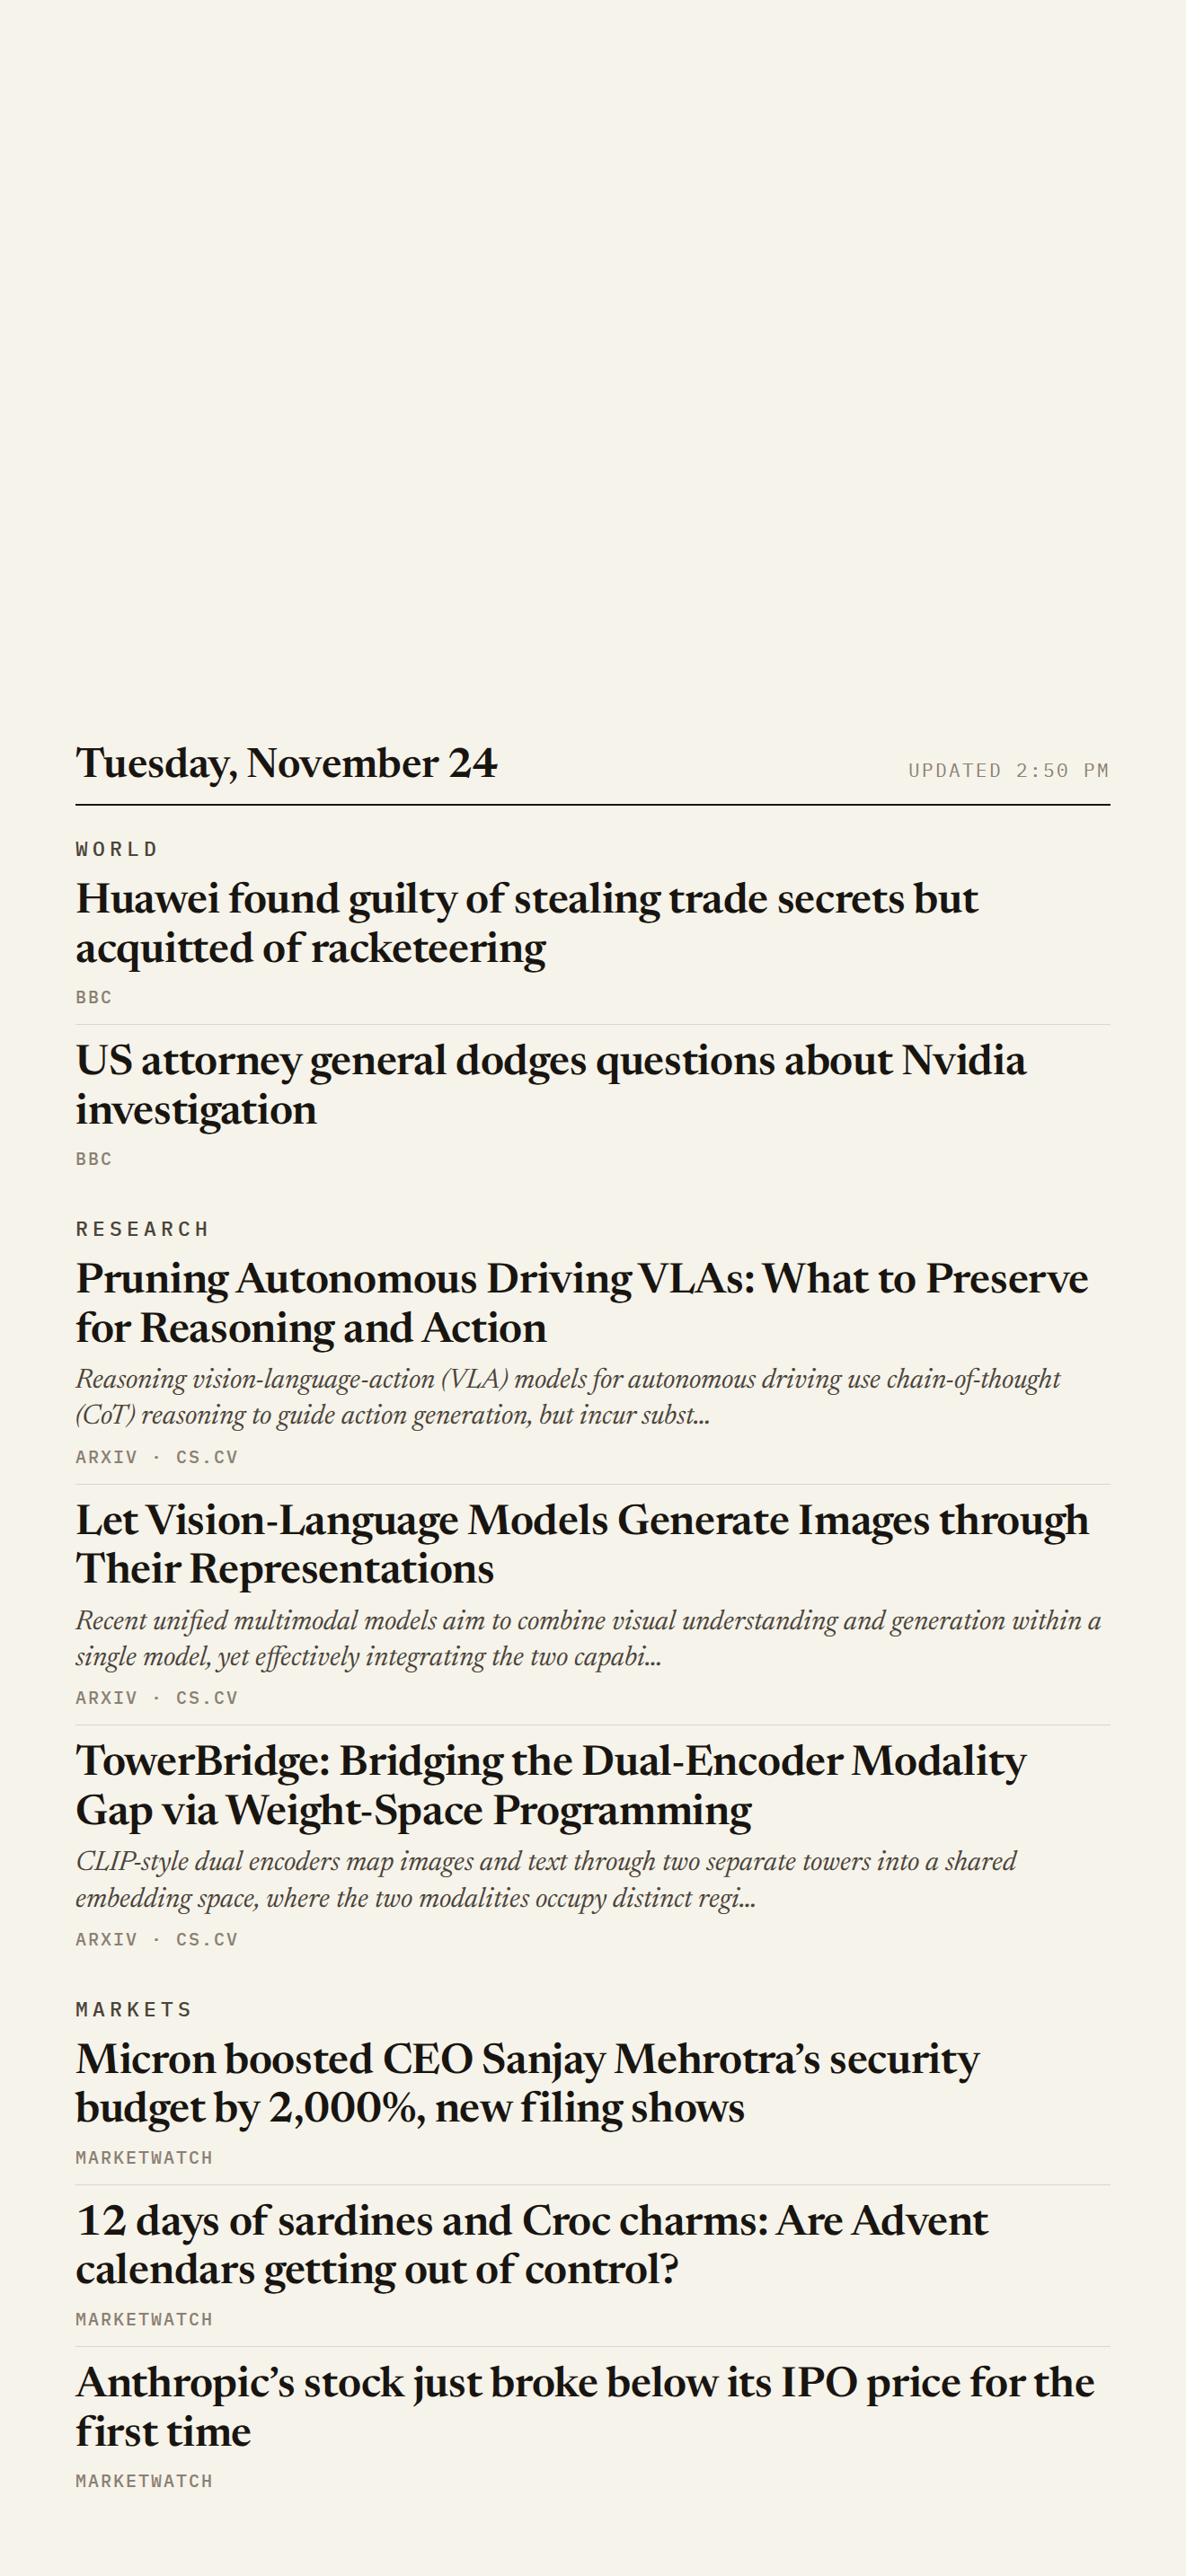 Tuesday, November 24
UPDATED 2:50 PM
WORLD
Huawei found guilty of stealing trade secrets but
acquitted of racketeering
BBC
US attorney general dodges questions about Nvidia
investigation
BBC
RESEARCH
Pruning Autonomous Driving VLAs: What to Preserve
for Reasoning and Action
Reasoning vision-language-action (VLA) models for autonomous driving use chain-of-thought
(CoT) reasoning to guide action generation, but incur subst...
ARXIV · CS.CV
Let Vision-Language Models Generate Images through
Their Representations
Recent unified multimodal models aim to combine visual understanding and generation within a
single model, yet effectively integrating the two capabi...
ARXIV · CS.CV
TowerBridge: Bridging the Dual-Encoder Modality
Gap via Weight-Space Programming
CLIP-style dual encoders map images and text through two separate towers into a shared
embedding space, where the two modalities occupy distinct regi...
ARXIV · CS.CV
MARKETS
Micron boosted CEO Sanjay Mehrotra’s security
budget by 2,000%, new filing shows
MARKETWATCH
12 days of sardines and Croc charms: Are Advent
calendars getting out of control?
MARKETWATCH
Anthropic’s stock just broke below its IPO price for the
first time
MARKETWATCH